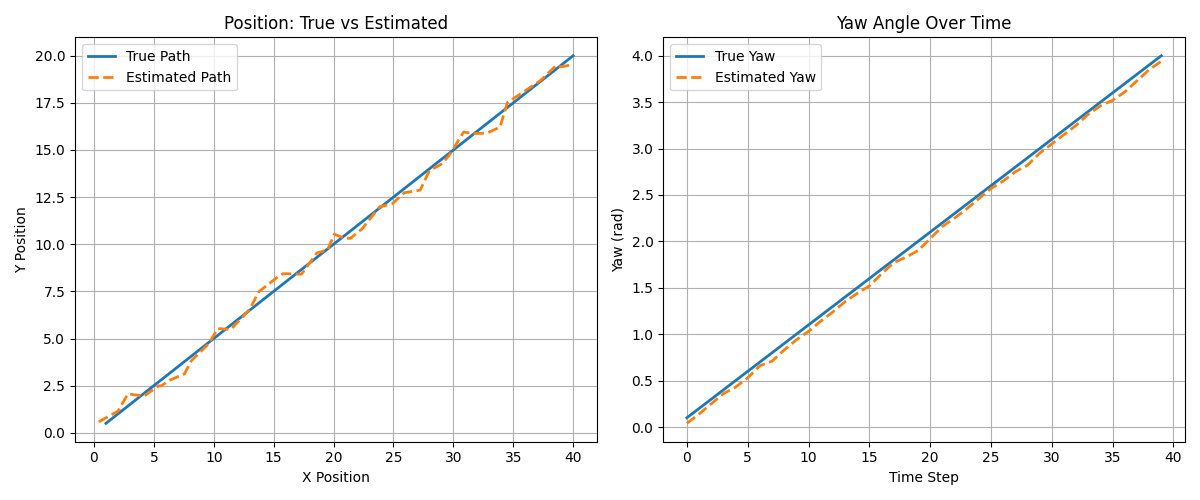 Position: True vs Estimated
True Path
Estimated Path
20.0
17.5
15.0
12.5
10.0
7.5
5.0
2.5
0.0
Y Position
0 5 10 15 20 25 30 35 40
X Position
Yaw Angle Over Time
True Yaw
Estimated Yaw
4.0
3.5
3.0
2.5
2.0
1.5
1.0
0.5
0.0
Yaw (rad)
0 5 10 15 20 25 30 35 40
Time Step